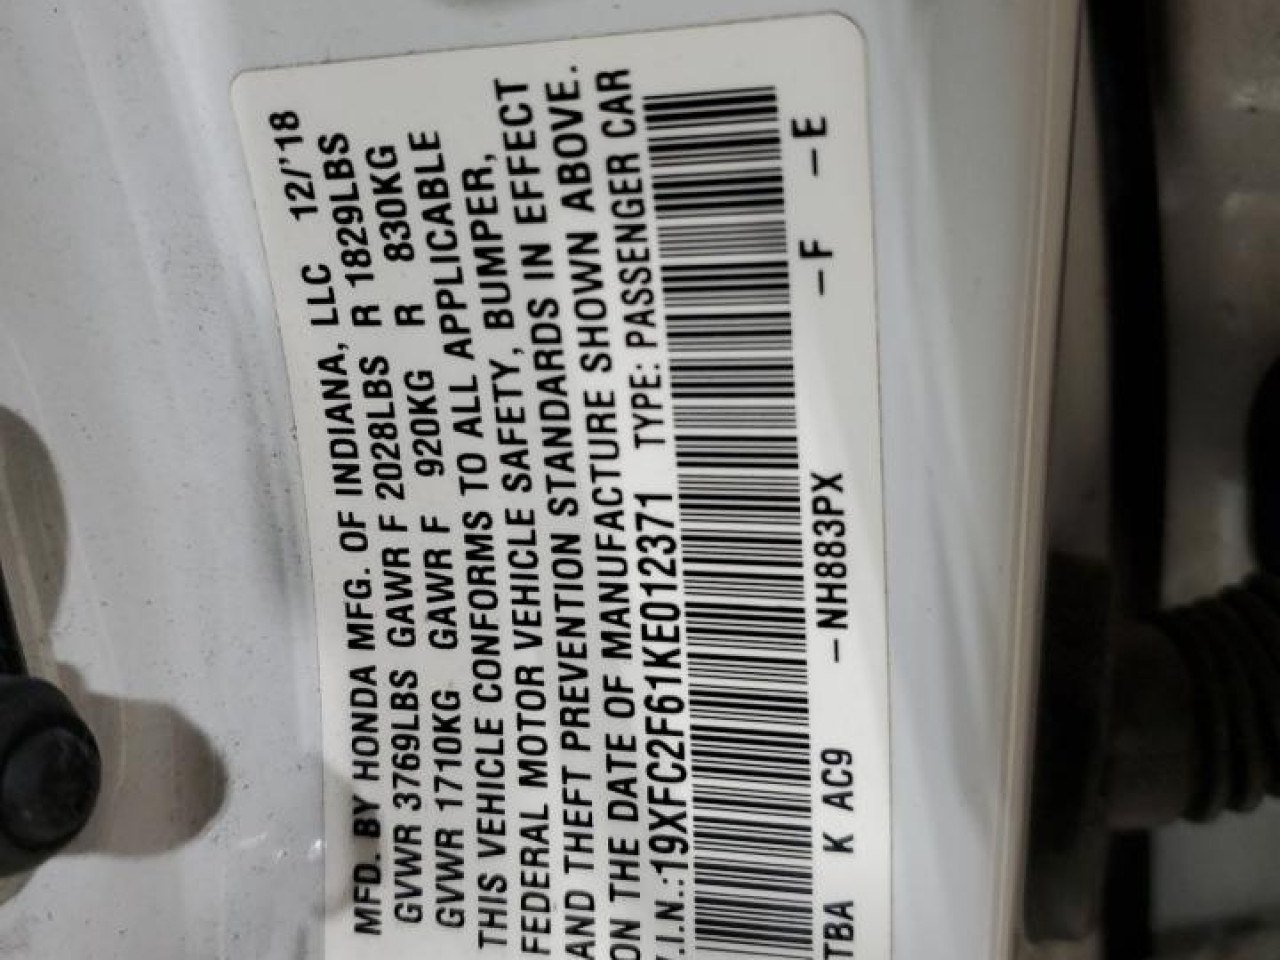 MFD. BY HONDA MFG. OF INDIANA, LLC 12/'18
GVWR 3769LBS GAWR F 2028LBS R 1829LBS
GVWR 1710KG GAWR F 920KG R 830KG
THIS VEHICLE CONFORMS TO ALL APPLICABLE
FEDERAL MOTOR VEHICLE SAFETY, BUMPER,
AND THEFT PREVENTION STANDARDS IN EFFECT
ON THE DATE OF MANUFACTURE SHOWN ABOVE.
V.I.N.:19XFC2F61KE012371 TYPE: PASSENGER CAR
TBA K AC9 –NH883PX –F –E